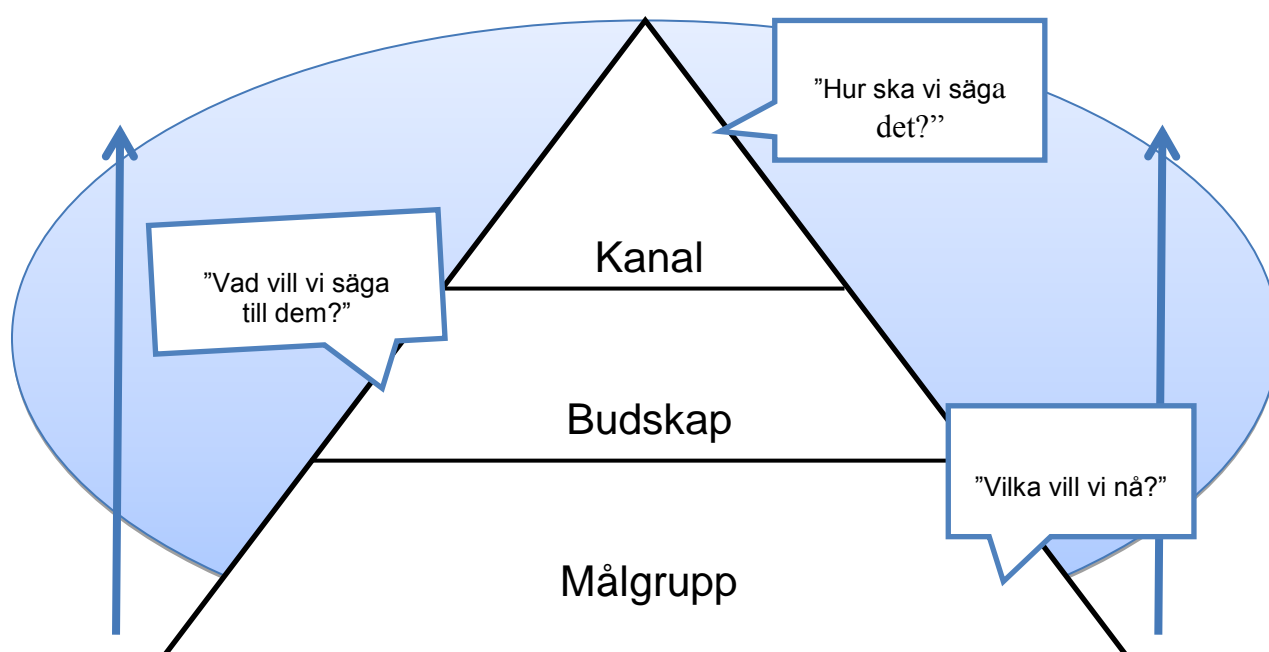 ”Hur ska vi säga
det?”
Kanal
”Vad vill vi säga
till dem?”
Budskap
”Vilka vill vi nå?”
Målgrupp